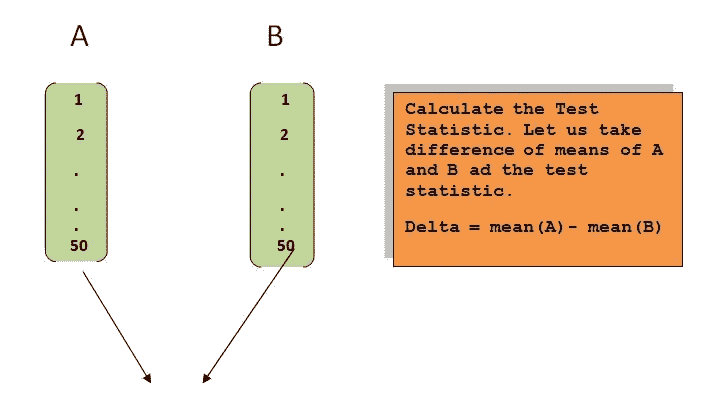 A
B
1
2
.
.
.
50
1
2
.
.
.
50
Calculate the Test
Statistic. Let us take
difference of means of A
and B ad the test
statistic.
Delta = mean(A)- mean(B)